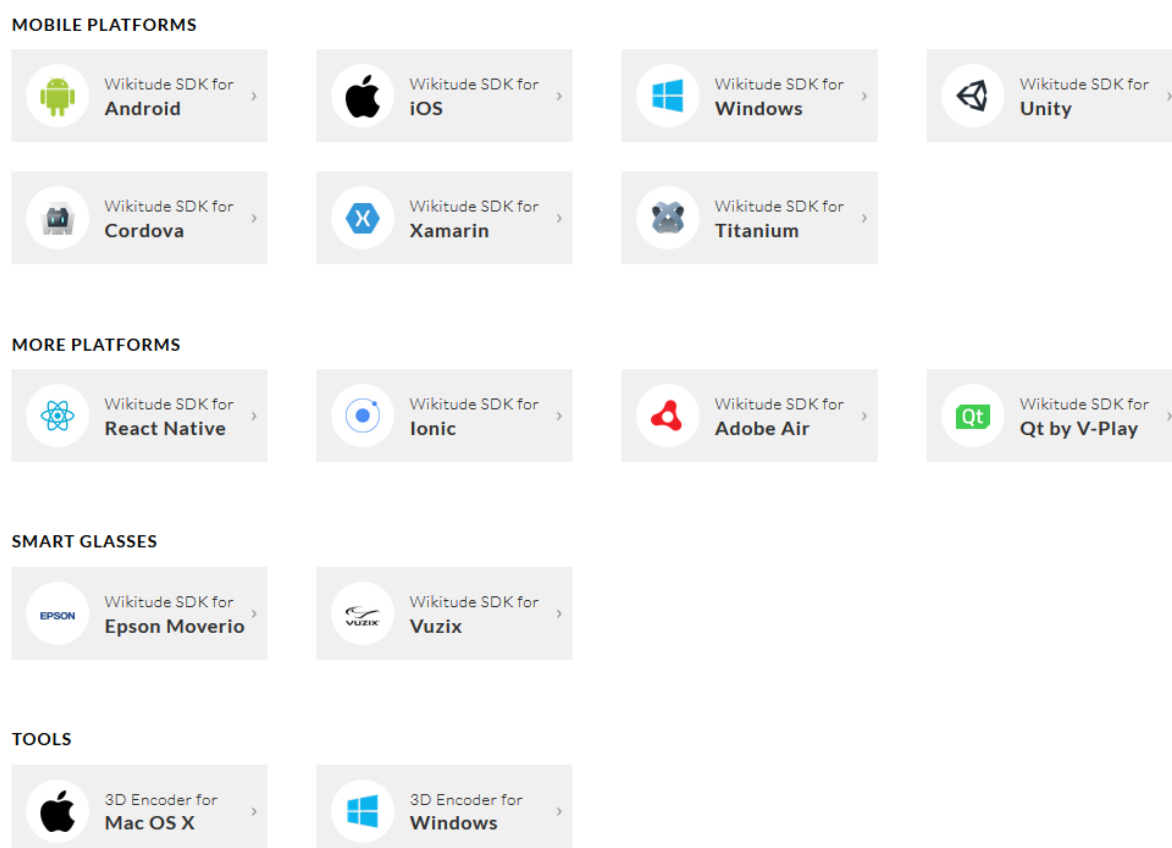 MOBILE PLATFORMS
Wikitude SDK for
Android
Wikitude SDK for
iOS
Wikitude SDK for
Windows
Wikitude SDK for
Unity
Wikitude SDK for
Cordova
Wikitude SDK for
Xamarin
Wikitude SDK for
Titanium
MORE PLATFORMS
Wikitude SDK for
React Native
Wikitude SDK for
Ionic
Wikitude SDK for
Adobe Air
Qt
Wikitude SDK for
Qt by V-Play
SMART GLASSES
EPSON
Wikitude SDK for
Epson Moverio
VUZIX
Wikitude SDK for
Vuzix
TOOLS
3D Encoder for
Mac OS X
3D Encoder for
Windows